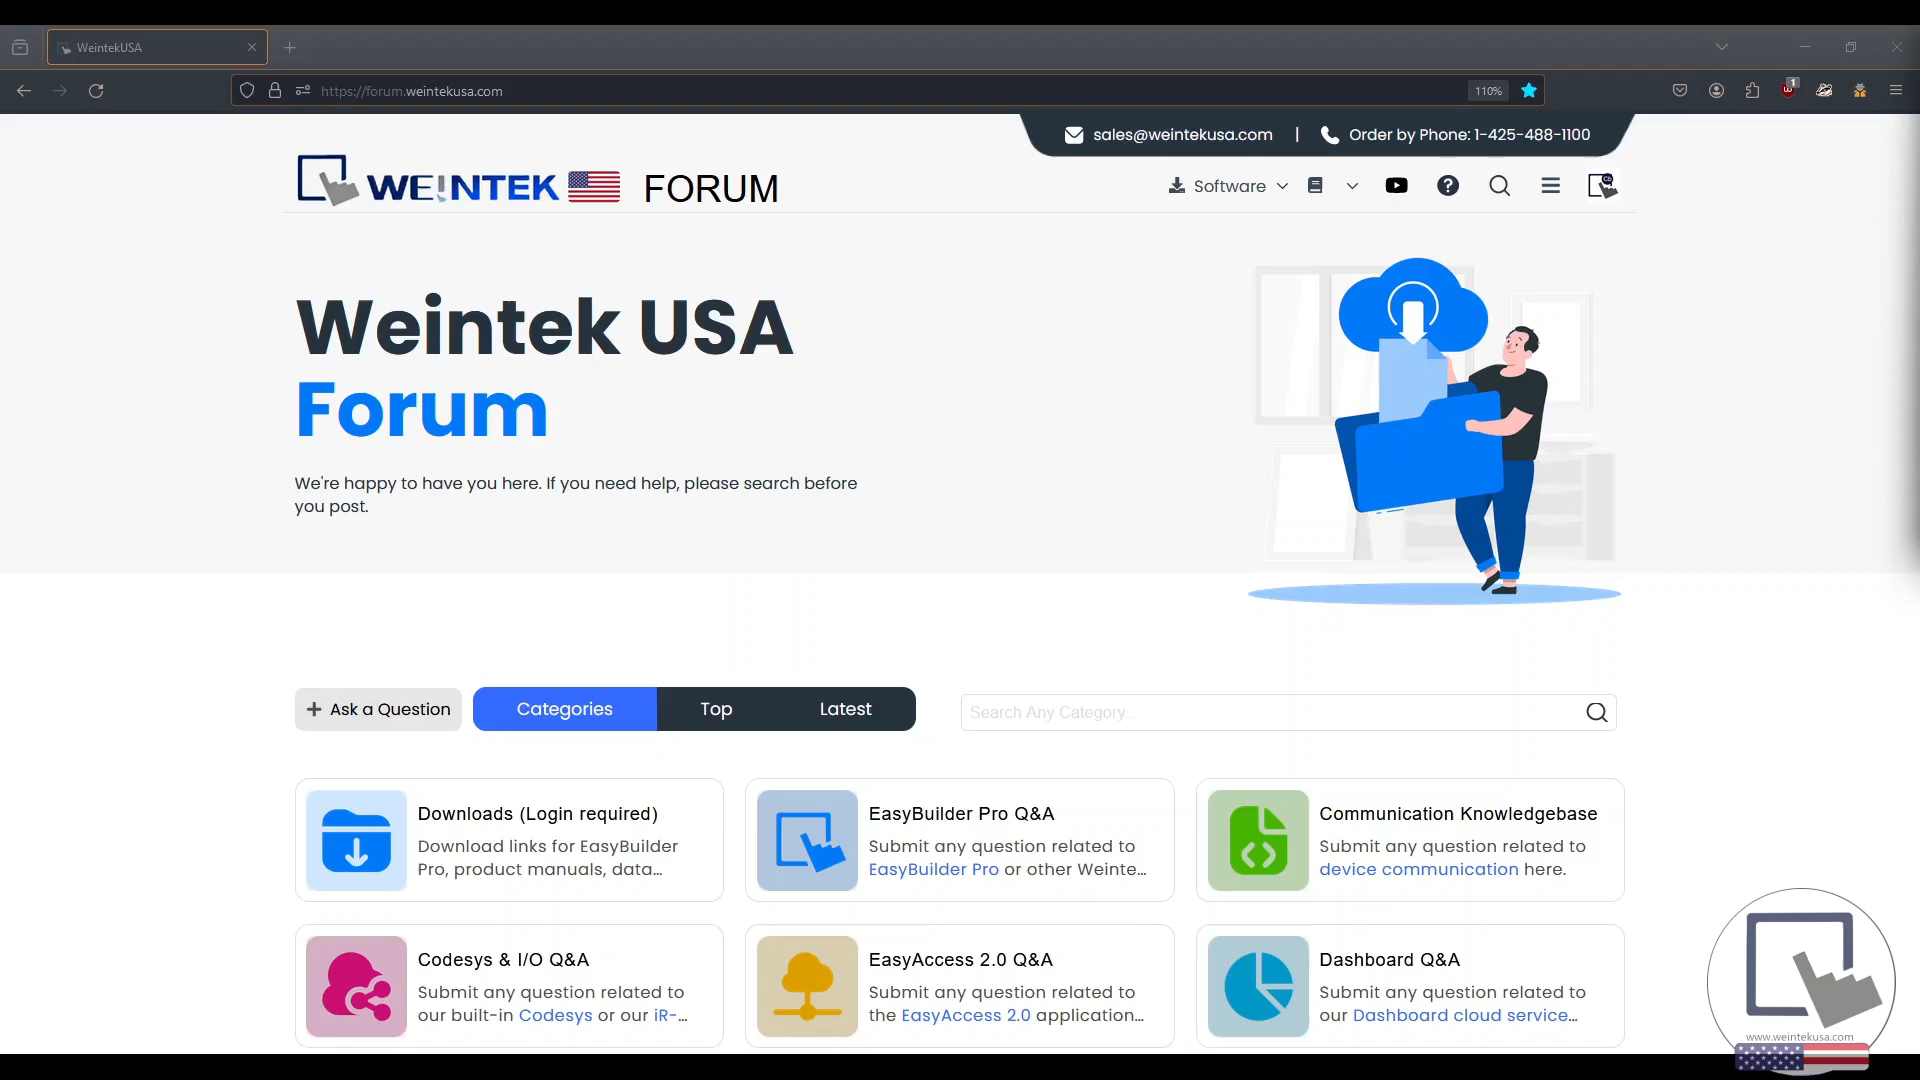 WeintekUSA
https://forum.weintekusa.com
110%
1
sales@weintekusa.com | Order by Phone: 1-425-488-1100
WEINTEK FORUM
Software
Weintek USA
Forum
We're happy to have you here. If you need help, please search before
you post.
Ask a Question
Categories
Top
Latest
Search Any Category...
Downloads (Login required)
Download links for EasyBuilder
Pro, product manuals, data...
EasyBuilder Pro Q&A
Submit any question related to
EasyBuilder Pro or other Weinte...
Communication Knowledgebase
Submit any question related to
device communication here.
Codesys & I/O Q&A
Submit any question related to
our built-in Codesys or our iR-...
EasyAccess 2.0 Q&A
Submit any question related to
the EasyAccess 2.0 application...
Dashboard Q&A
Submit any question related to
our Dashboard cloud service...
www.weintekusa.com